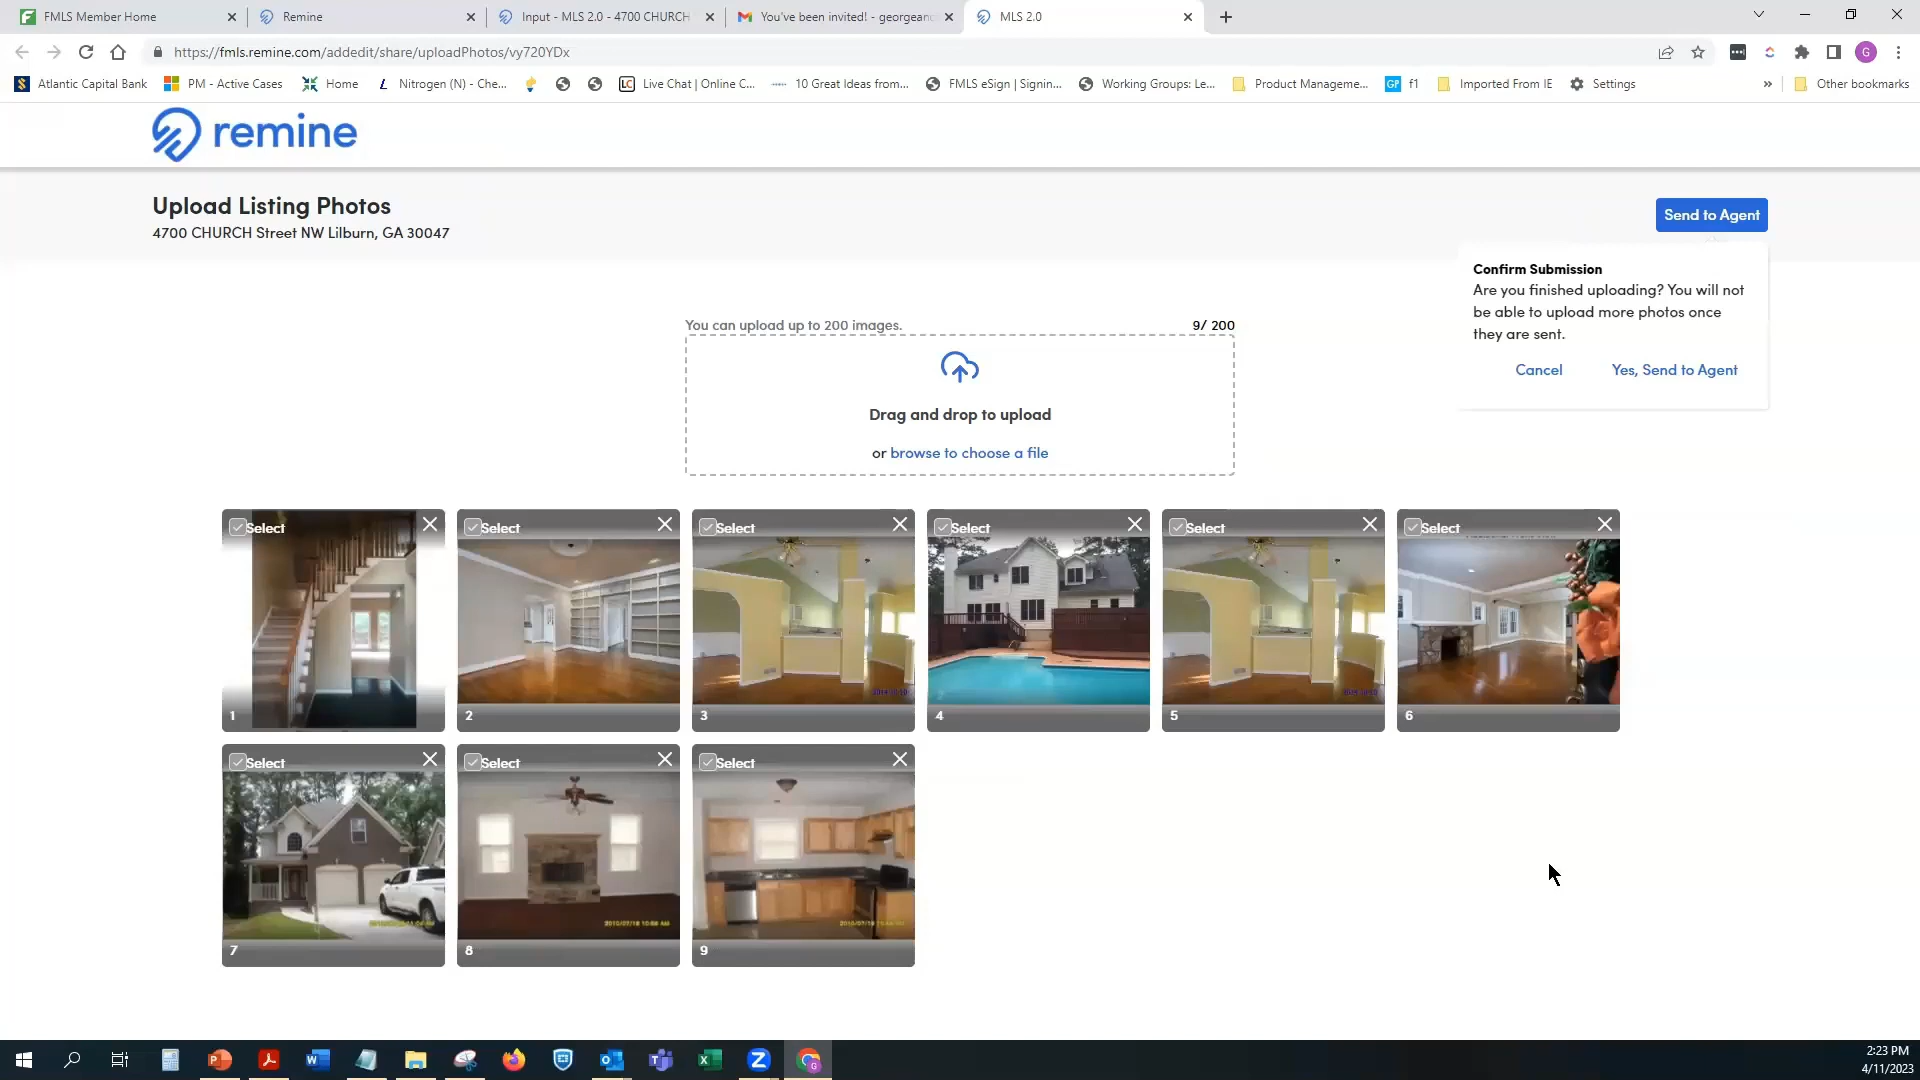 FMLS Member Home
Remine
Input - MLS 2.0 - 4700 CHURCH
You've been invited! - georgeanc
MLS 2.0
https://fmls.remine.com/addedit/share/uploadPhotos/vy720YDx
G
Atlantic Capital Bank
PM - Active Cases
Home
Nitrogen (N) - Che...
LC
Live Chat | Online C...
10 Great Ideas from...
FMLS eSign | Signin...
Working Groups: Le...
Product Manageme...
GP
f1
Imported From IE
Settings
»
Other bookmarks
remine
Upload Listing Photos
4700 CHURCH Street NW Lilburn, GA 30047
Send to Agent
Confirm Submission
Are you finished uploading? You will not
be able to upload more photos once
they are sent.
Cancel
Yes, Send to Agent
You can upload up to 200 images.
9/ 200
Drag and drop to upload
or browse to choose a file
Select
Select
Select
Select
Select
Select
1
2
3
4
5
6
Select
Select
Select
7
8
9
2:23 PM
4/11/2023